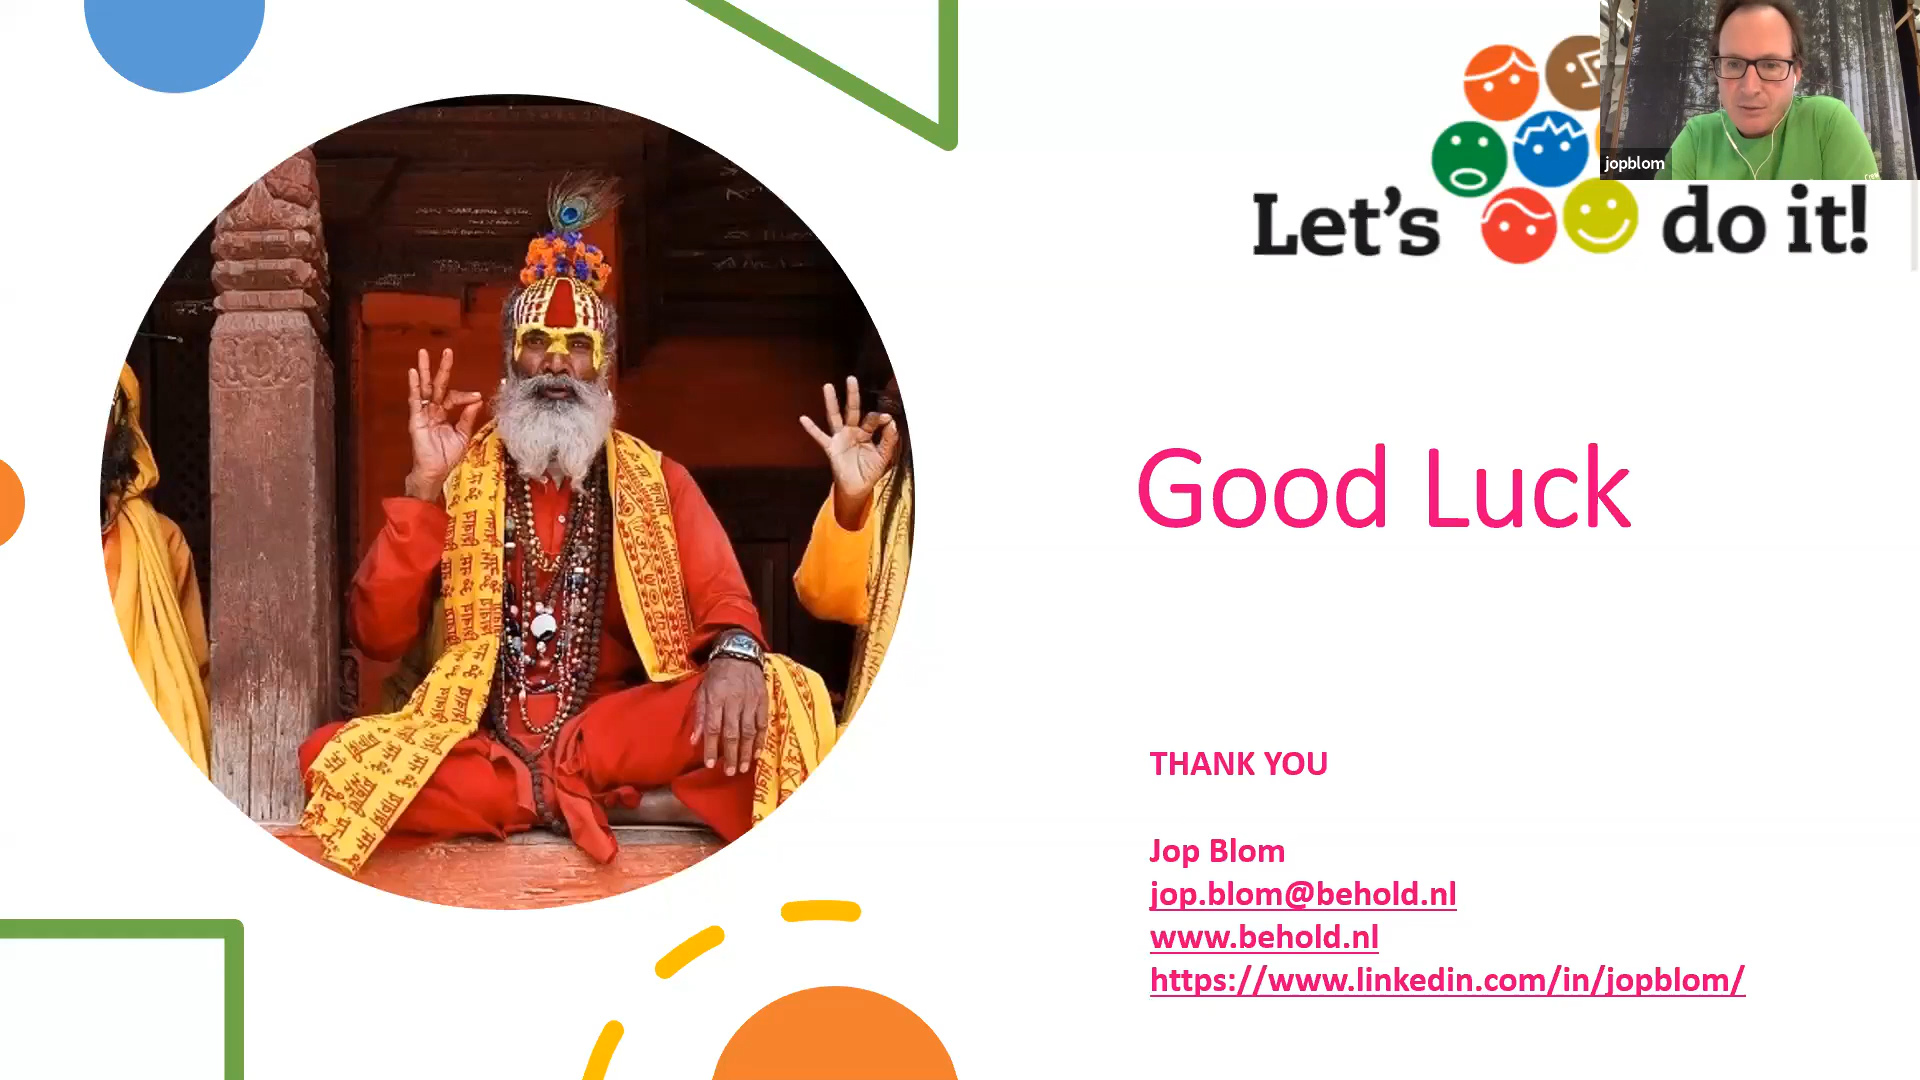 Let's do it!
jopblom
Good Luck
THANK YOU
Jop Blom
jop.blom@behold.nl
www.behold.nl
https://www.linkedin.com/in/jopblom/